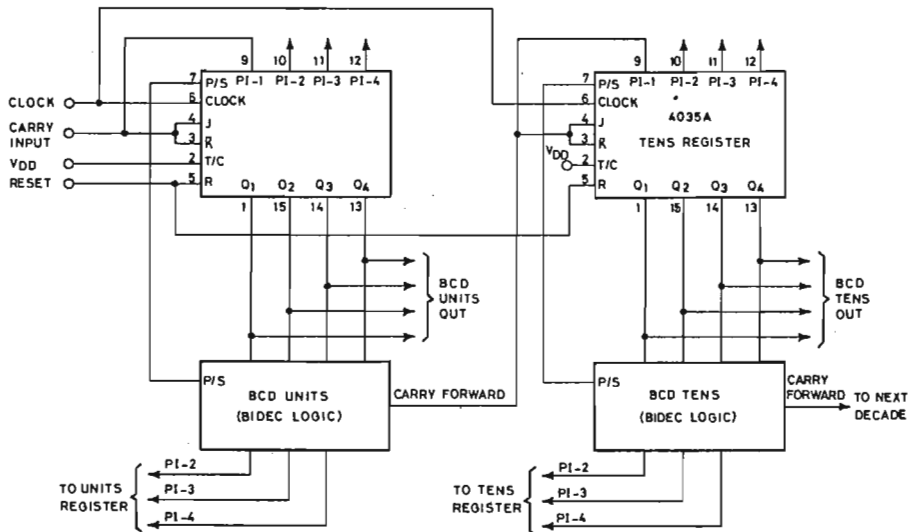 9 10 11 12
PI-1 PI-2 PI-3 PI-4
7 P/S
CLOCK 6 CLOCK
4 J
CARRY INPUT
3 K̅
VDD 2 T/C
RESET 5 R
Q1 Q2 Q3 Q4
1 15 14 13
BCD UNITS OUT
P/S
BCD UNITS
(BIDEC LOGIC)
CARRY FORWARD
PI-2
PI-3
PI-4
TO UNITS REGISTER
9 10 11 12
PI-1 PI-2 PI-3 PI-4
7 P/S
6 CLOCK
4 J
3 K̅
4035A
TENS REGISTER
VDD
2 T/C
5 R
Q1 Q2 Q3 Q4
1 15 14 13
BCD TENS OUT
P/S
BCD TENS
(BIDEC LOGIC)
CARRY FORWARD
TO NEXT DECADE
PI-2
PI-3
PI-4
TO TENS REGISTER